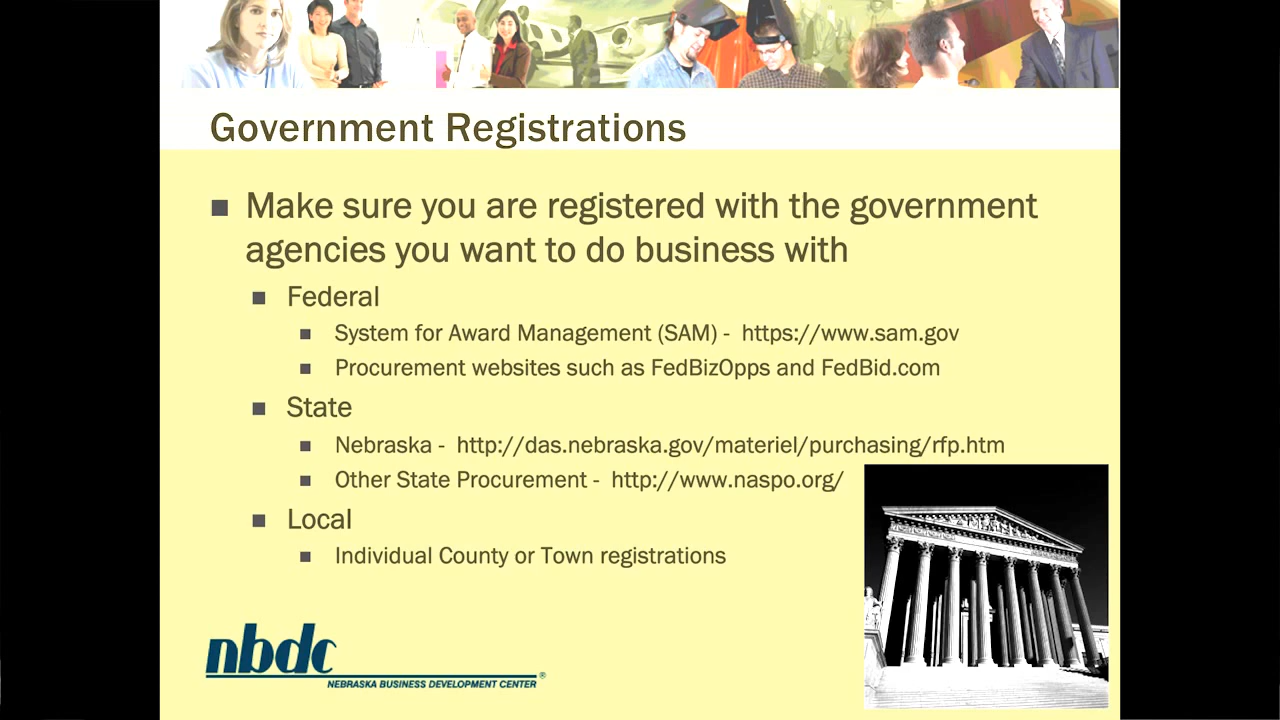 Government Registrations
Make sure you are registered with the government
agencies you want to do business with
Federal
System for Award Management (SAM) - https://www.sam.gov
Procurement websites such as FedBizOpps and FedBid.com
State
Nebraska - http://das.nebraska.gov/materiel/purchasing/rfp.htm
Other State Procurement - http://www.naspo.org/
Local
Individual County or Town registrations
nbdc
NEBRASKA BUSINESS DEVELOPMENT CENTER®